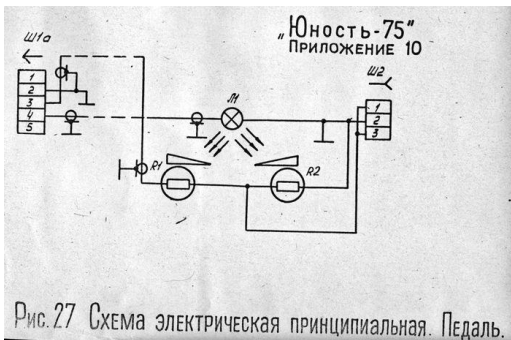 „Юность-75"
Приложение 10
Ш1а
1
2
3
4
5
Л1
Ш2
1
2
3
R1
R2
Рис. 27 Схема электрическая принципиальная. Педаль.